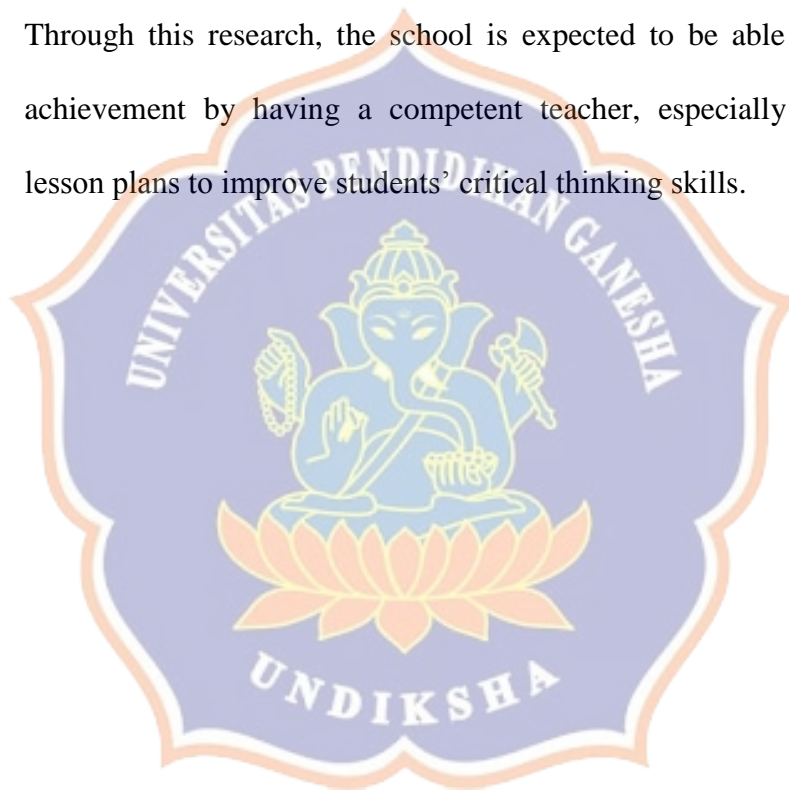 Through this research, the school is expected to be able
achievement by having a competent teacher, especially
lesson plans to improve students’ critical thinking skills.
UNIVERSITAS PENDIDIKAN GANESHA
UNDIKSHA